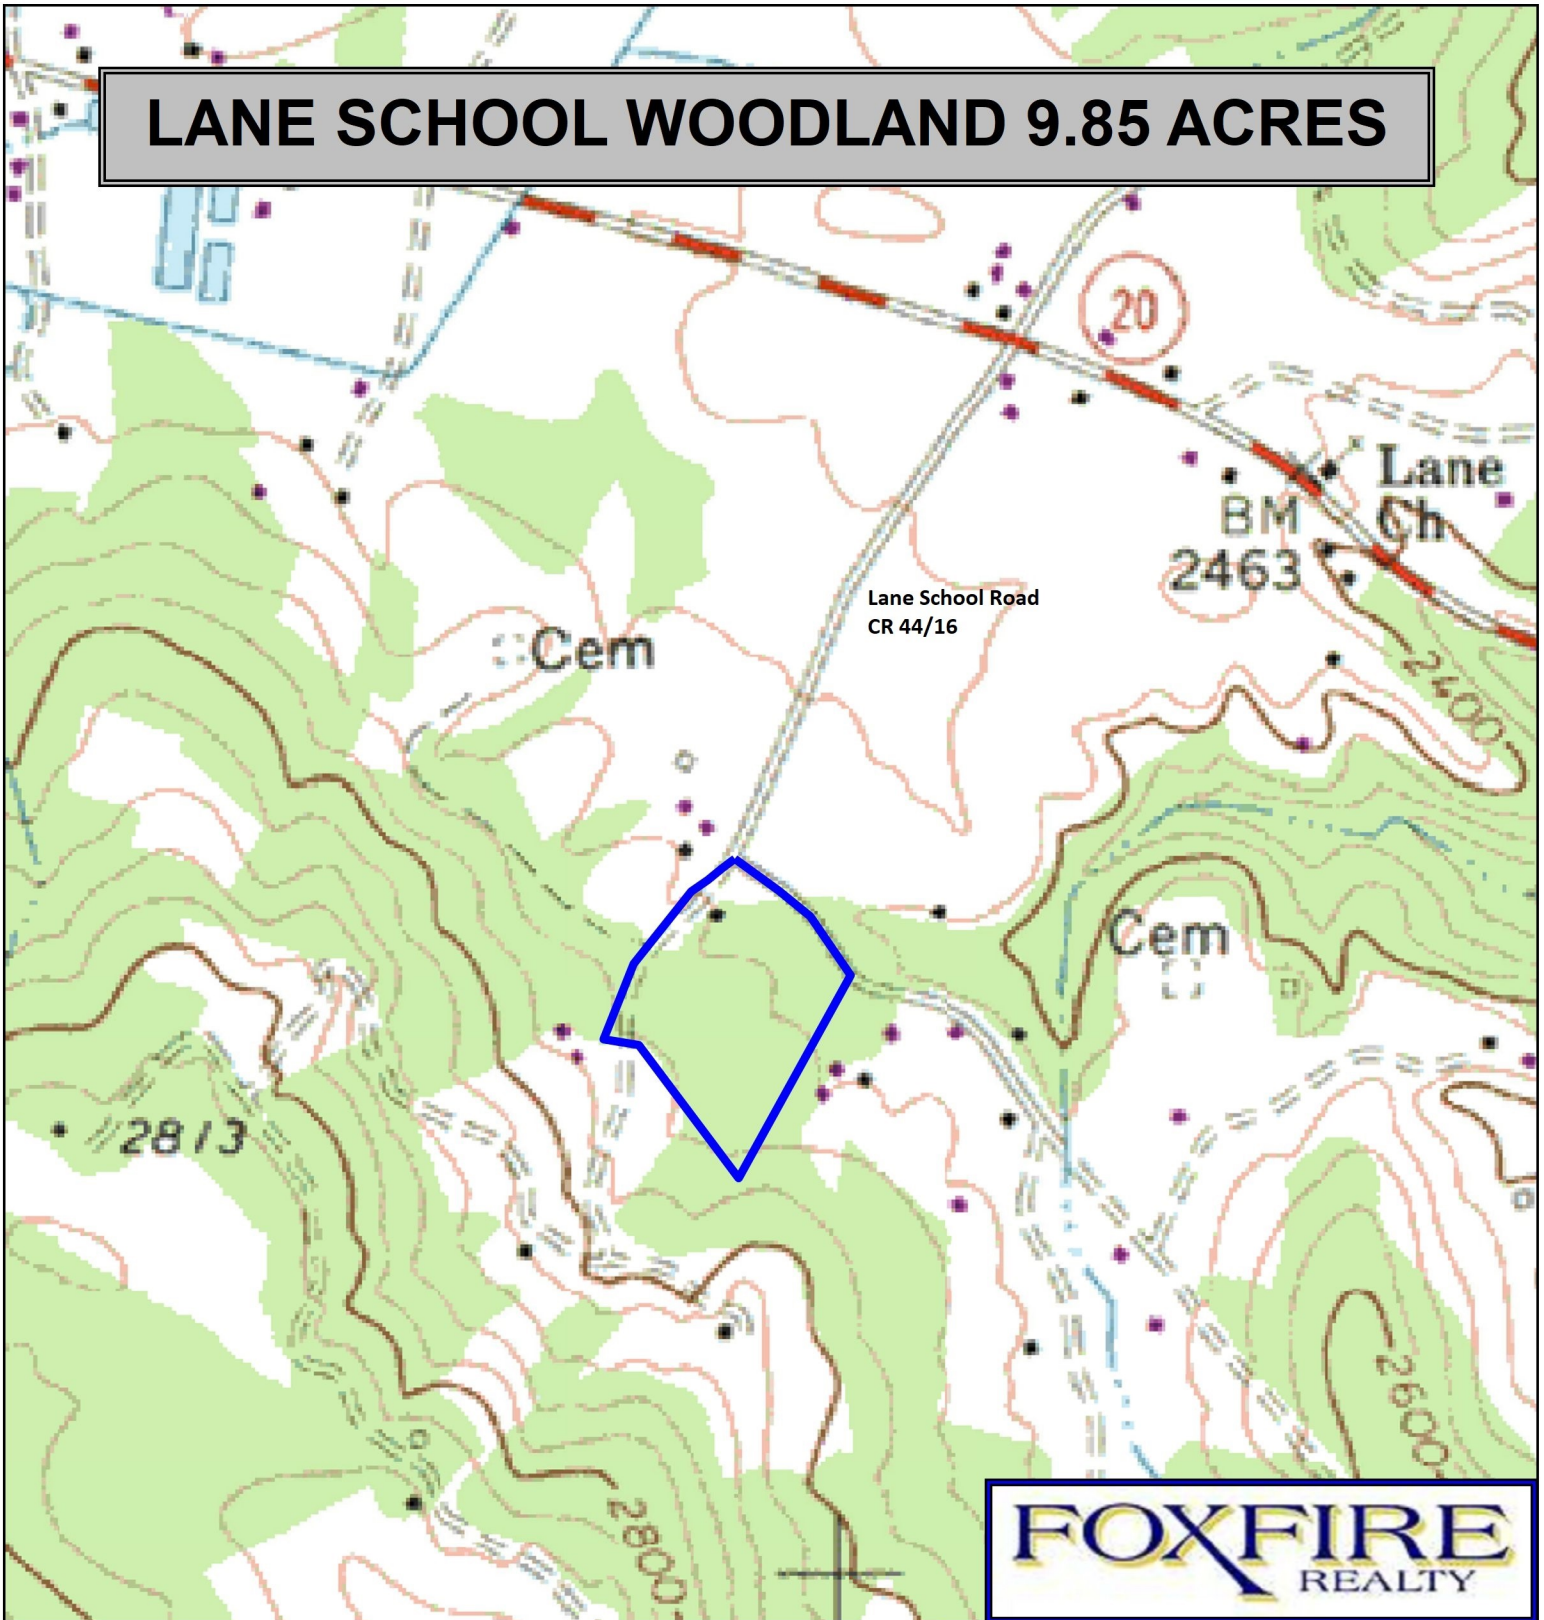 LANE SCHOOL WOODLAND 9.85 ACRES
20
Lane
Ch
BM
2463
Lane School Road
CR 44/16
Cem
2400
Cem
2813
2600
2800
FOXFIRE
REALTY